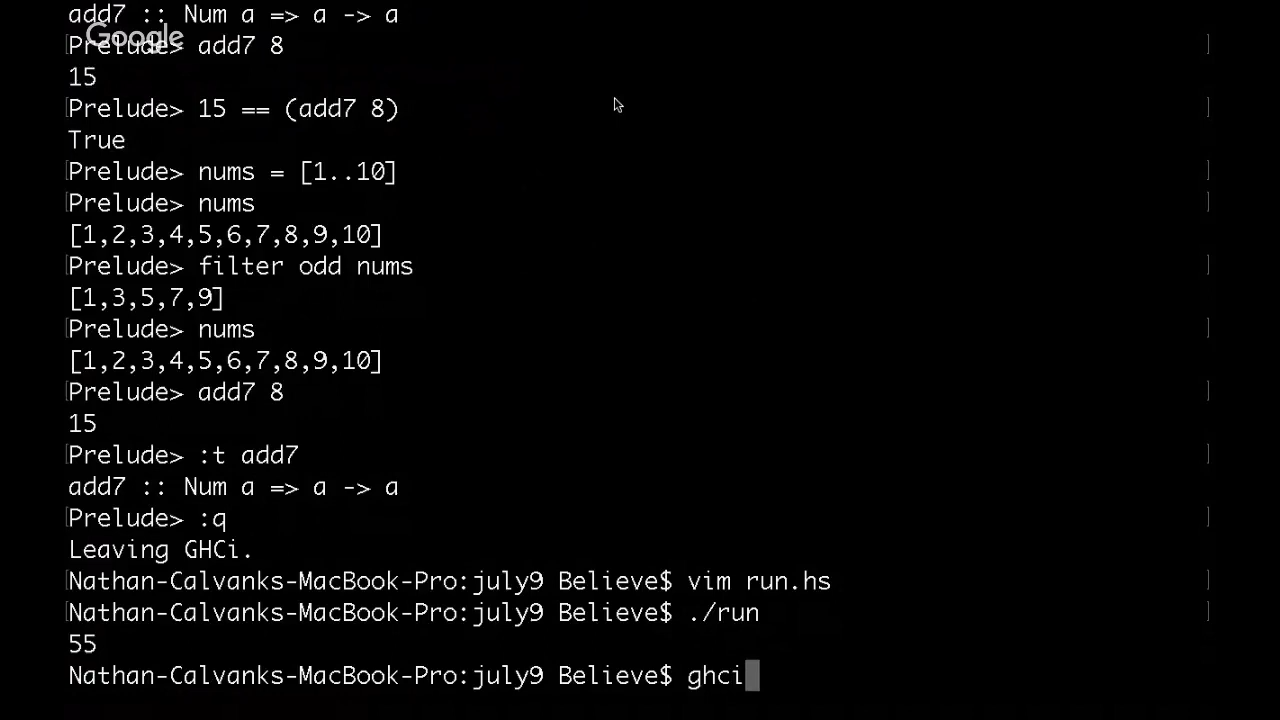 add7 :: Num a => a -> a
Google
Prelude> add7 8
15
Prelude> 15 == (add7 8)
True
Prelude> nums = [1..10]
Prelude> nums
[1,2,3,4,5,6,7,8,9,10]
Prelude> filter odd nums
[1,3,5,7,9]
Prelude> nums
[1,2,3,4,5,6,7,8,9,10]
Prelude> add7 8
15
Prelude> :t add7
add7 :: Num a => a -> a
Prelude> :q
Leaving GHCi.
Nathan-Calvanks-MacBook-Pro:july9 Believe$ vim run.hs
Nathan-Calvanks-MacBook-Pro:july9 Believe$ ./run
55
Nathan-Calvanks-MacBook-Pro:july9 Believe$ ghci